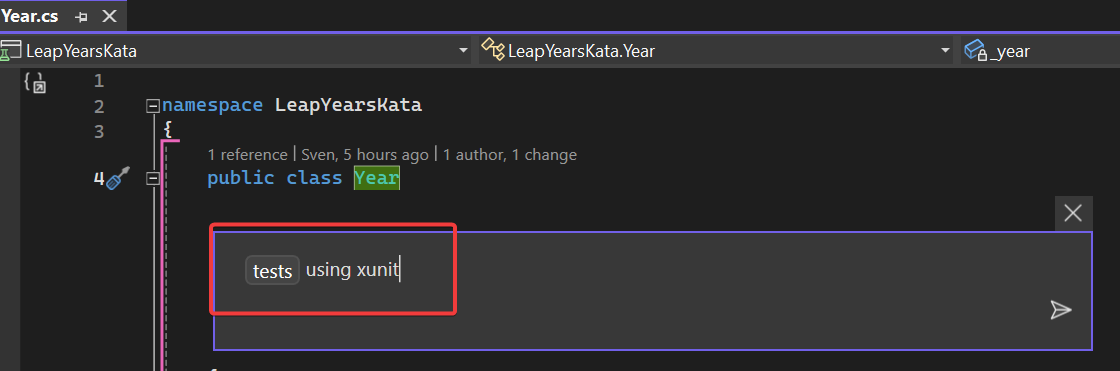 Year.cs
LeapYearsKata LeapYearsKata.Year _year
1
2 namespace LeapYearsKata
3 {
1 reference | Sven, 5 hours ago | 1 author, 1 change
4 public class Year
tests using xunit